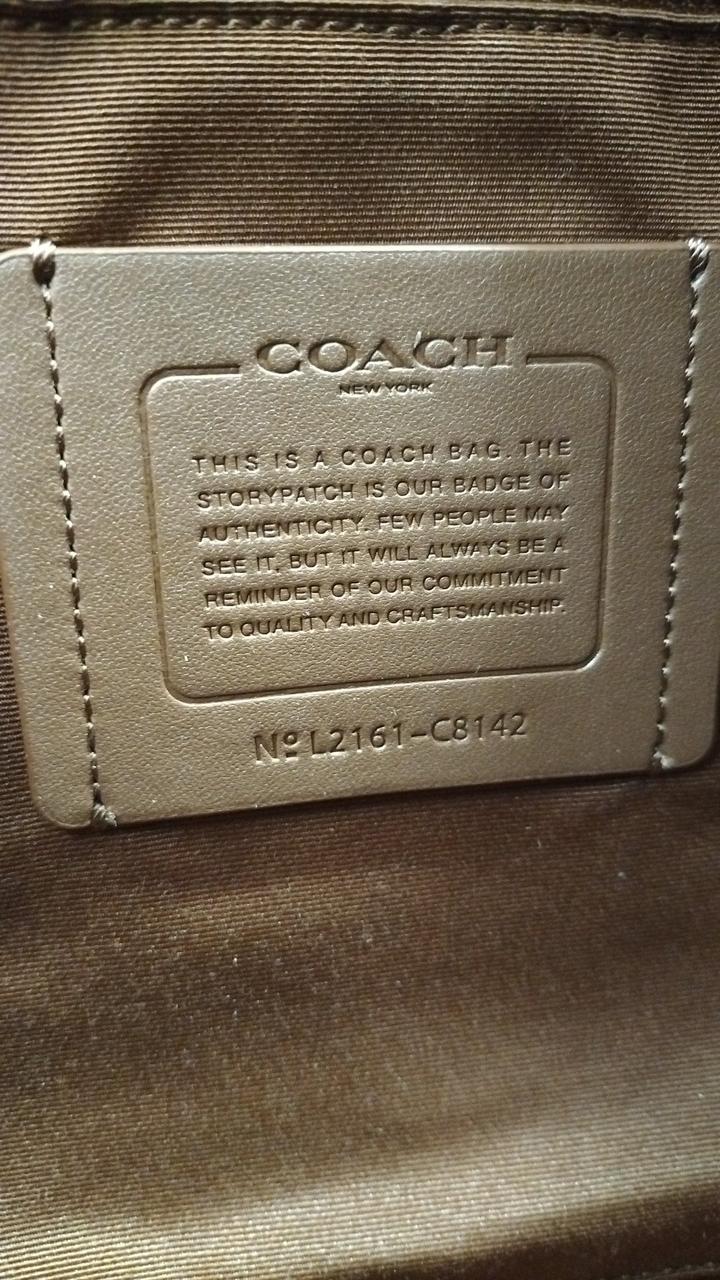 COACH
NEW YORK
THIS IS A COACH BAG. THE
STORYPATCH IS OUR BADGE OF
AUTHENTICITY. FEW PEOPLE MAY
SEE IT, BUT IT WILL ALWAYS BE A
REMINDER OF OUR COMMITMENT
TO QUALITY AND CRAFTSMANSHIP.
Nº L2161-C8142